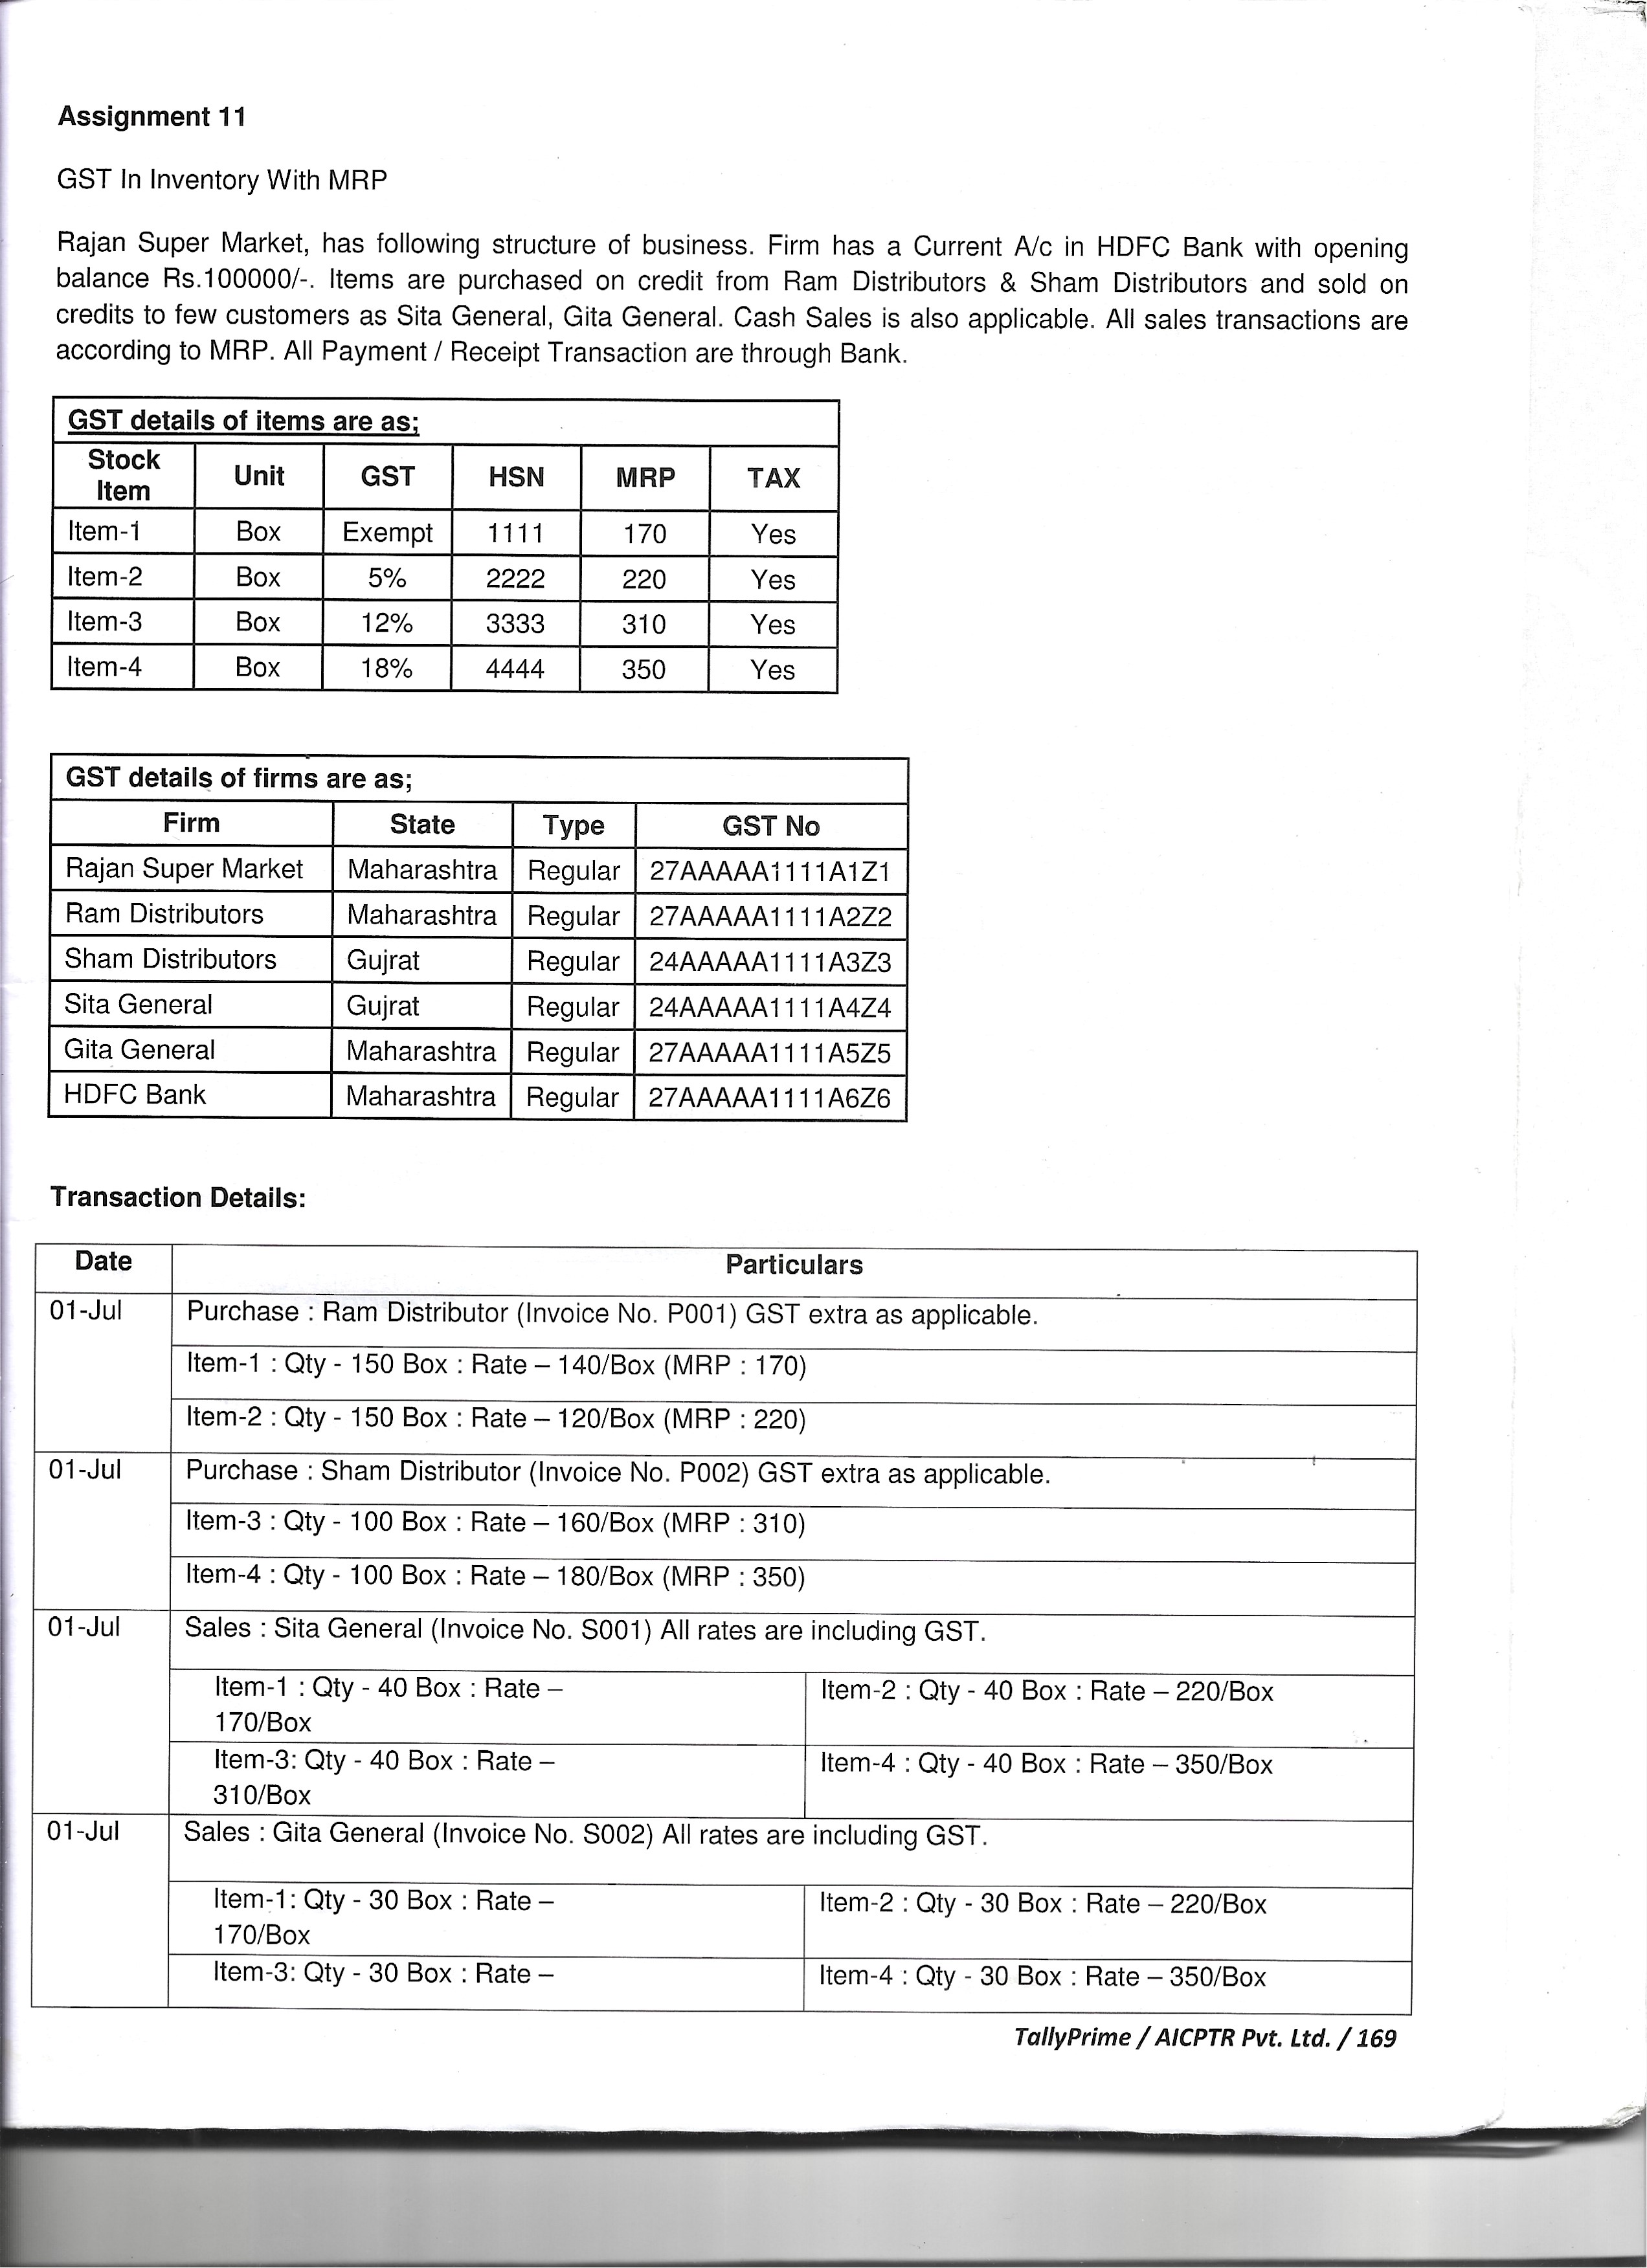 Assignment 11
GST In Inventory With MRP
Rajan Super Market, has following structure of business. Firm has a Current A/c in HDFC Bank with opening
balance Rs.100000/-. Items are purchased on credit from Ram Distributors & Sham Distributors and sold on
credits to few customers as Sita General, Gita General. Cash Sales is also applicable. All sales transactions are
according to MRP. All Payment / Receipt Transaction are through Bank.
GST details of items are as;
Stock Item Unit GST HSN MRP TAX
Item-1 Box Exempt 1111 170 Yes
Item-2 Box 5% 2222 220 Yes
Item-3 Box 12% 3333 310 Yes
Item-4 Box 18% 4444 350 Yes
GST details of firms are as;
Firm State Type GST No
Rajan Super Market Maharashtra Regular 27AAAAA1111A1Z1
Ram Distributors Maharashtra Regular 27AAAAA1111A2Z2
Sham Distributors Gujrat Regular 24AAAAA1111A3Z3
Sita General Gujrat Regular 24AAAAA1111A4Z4
Gita General Maharashtra Regular 27AAAAA1111A5Z5
HDFC Bank Maharashtra Regular 27AAAAA1111A6Z6
Transaction Details:
Date Particulars
01-Jul Purchase : Ram Distributor (Invoice No. P001) GST extra as applicable.
Item-1 : Qty - 150 Box : Rate – 140/Box (MRP : 170)
Item-2 : Qty - 150 Box : Rate – 120/Box (MRP : 220)
01-Jul Purchase : Sham Distributor (Invoice No. P002) GST extra as applicable.
Item-3 : Qty - 100 Box : Rate – 160/Box (MRP : 310)
Item-4 : Qty - 100 Box : Rate – 180/Box (MRP : 350)
01-Jul Sales : Sita General (Invoice No. S001) All rates are including GST.
Item-1 : Qty - 40 Box : Rate –
170/Box
Item-2 : Qty - 40 Box : Rate – 220/Box
Item-3: Qty - 40 Box : Rate –
310/Box
Item-4 : Qty - 40 Box : Rate – 350/Box
01-Jul Sales : Gita General (Invoice No. S002) All rates are including GST.
Item-1: Qty - 30 Box : Rate –
170/Box
Item-2 : Qty - 30 Box : Rate – 220/Box
Item-3: Qty - 30 Box : Rate –
Item-4 : Qty - 30 Box : Rate – 350/Box
TallyPrime / AICPTR Pvt. Ltd. / 169